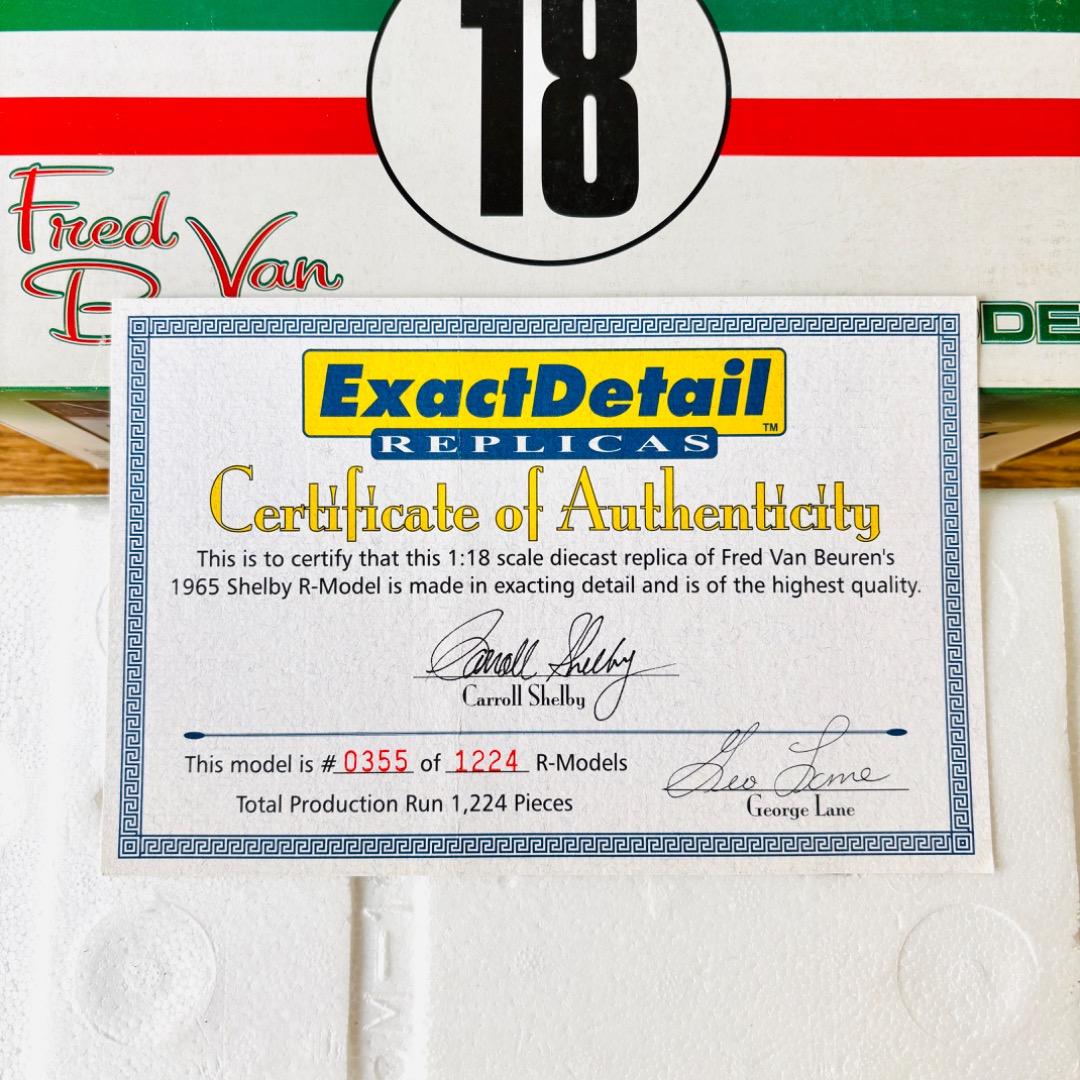 18
Fred Van
B
DE
ExactDetail™
REPLICAS
Certificate of Authenticity
This is to certify that this 1:18 scale diecast replica of Fred Van Beuren's
1965 Shelby R-Model is made in exacting detail and is of the highest quality.
Carroll Shelby
Carroll Shelby
This model is # 0355 of 1224 R-Models
Geo Lane
George Lane
Total Production Run 1,224 Pieces